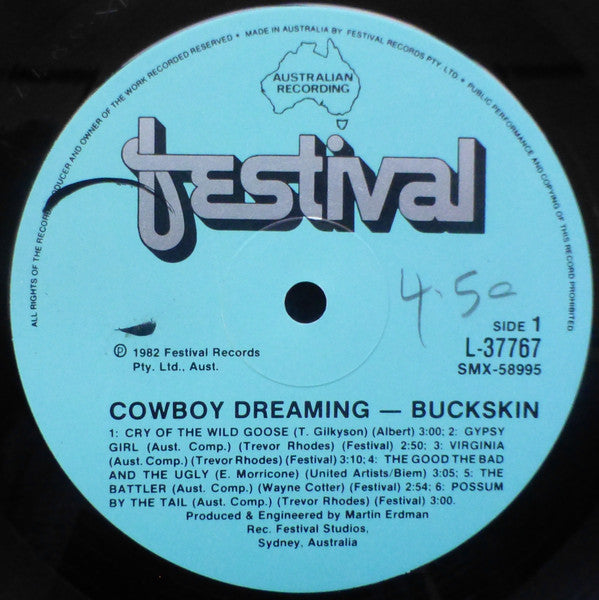 ALL RIGHTS OF THE RECORD PRODUCER AND OWNER OF THE WORK RECORDED RESERVED • MADE IN AUSTRALIA BY FESTIVAL RECORDS PTY. LTD. • PUBLIC PERFORMANCE AND COPYING OF THIS RECORD PROHIBITED
AUSTRALIAN
RECORDING
festival
4.50
SIDE 1
L-37767
SMX-58995
℗ 1982 Festival Records
Pty. Ltd., Aust.
COWBOY DREAMING — BUCKSKIN
1: CRY OF THE WILD GOOSE (T. Gilkyson) (Albert) 3:00; 2: GYPSY
GIRL (Aust. Comp.) (Trevor Rhodes) (Festival) 2:50; 3: VIRGINIA
(Aust. Comp.) (Trevor Rhodes) (Festival) 3:10; 4: THE GOOD THE BAD
AND THE UGLY (E. Morricone) (United Artists/Biem) 3:05; 5: THE
BATTLER (Aust. Comp.) (Wayne Cotter) (Festival) 2:54; 6: POSSUM
BY THE TAIL (Aust. Comp.) (Trevor Rhodes) (Festival) 3:00.
Produced & Engineered by Martin Erdman
Rec. Festival Studios,
Sydney, Australia